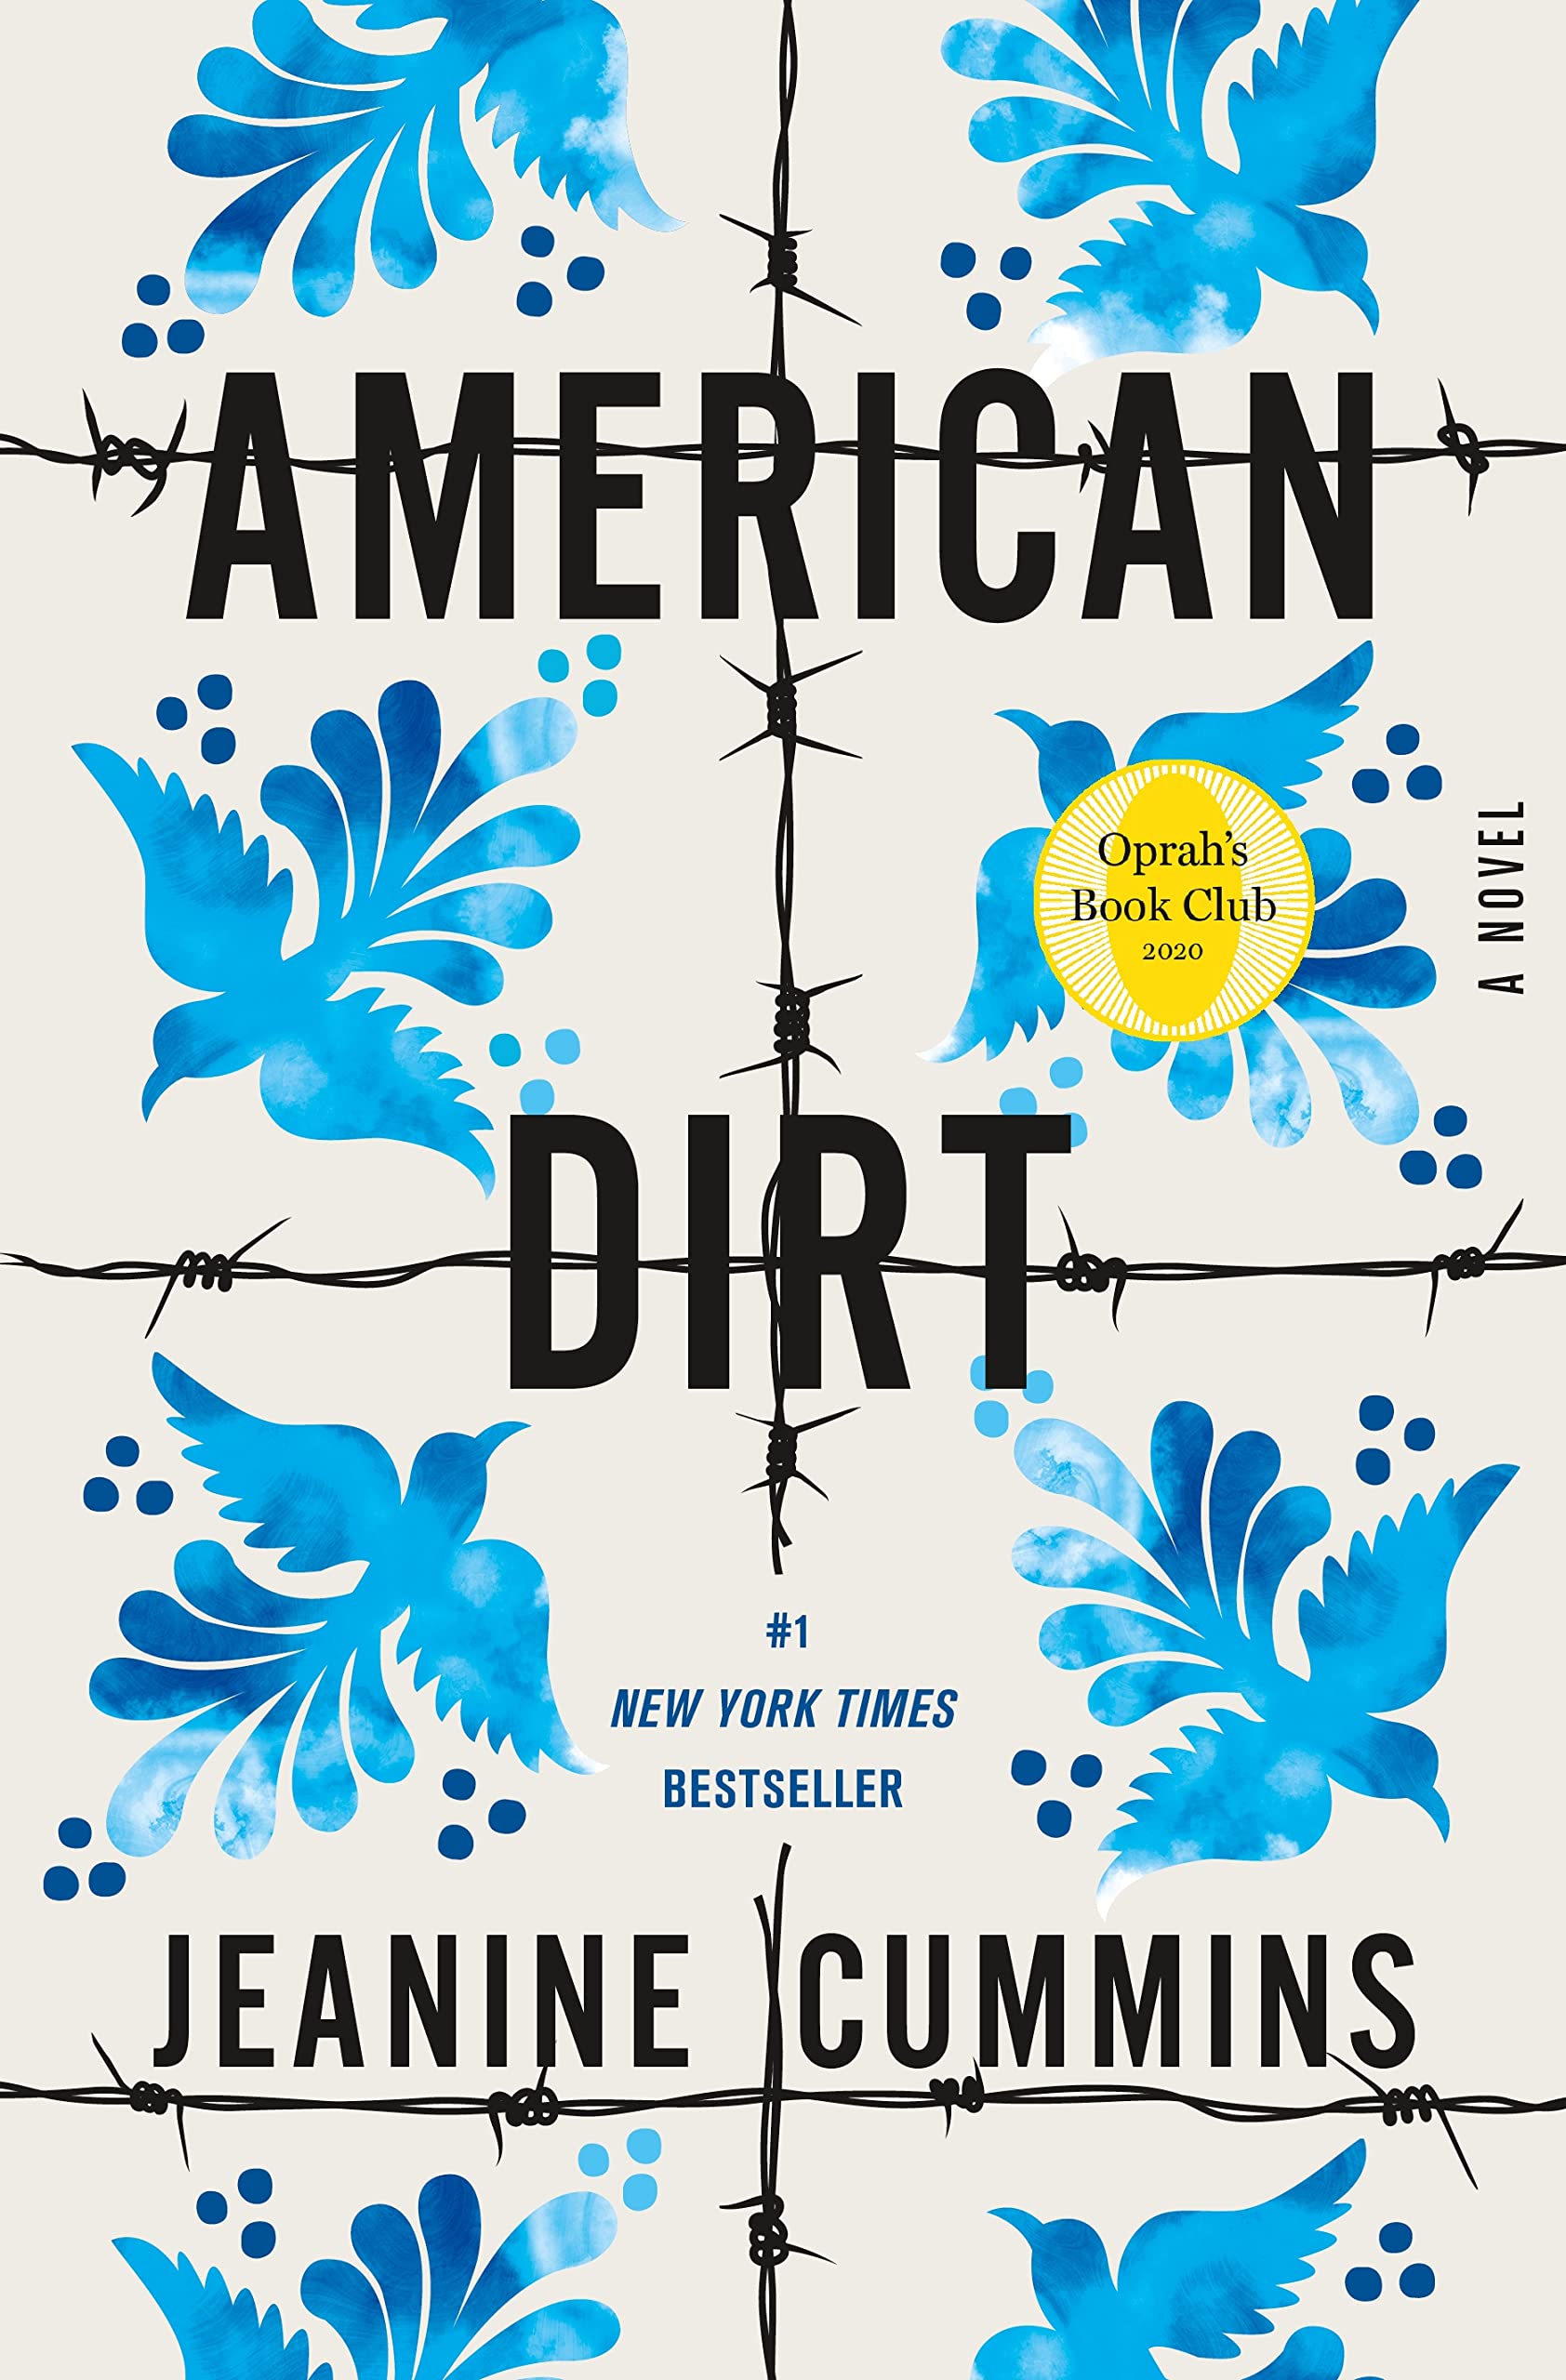 AMERICAN
Oprah's
Book Club
2020
A NOVEL
DIRT
#1
NEW YORK TIMES
BESTSELLER
JEANINE CUMMINS